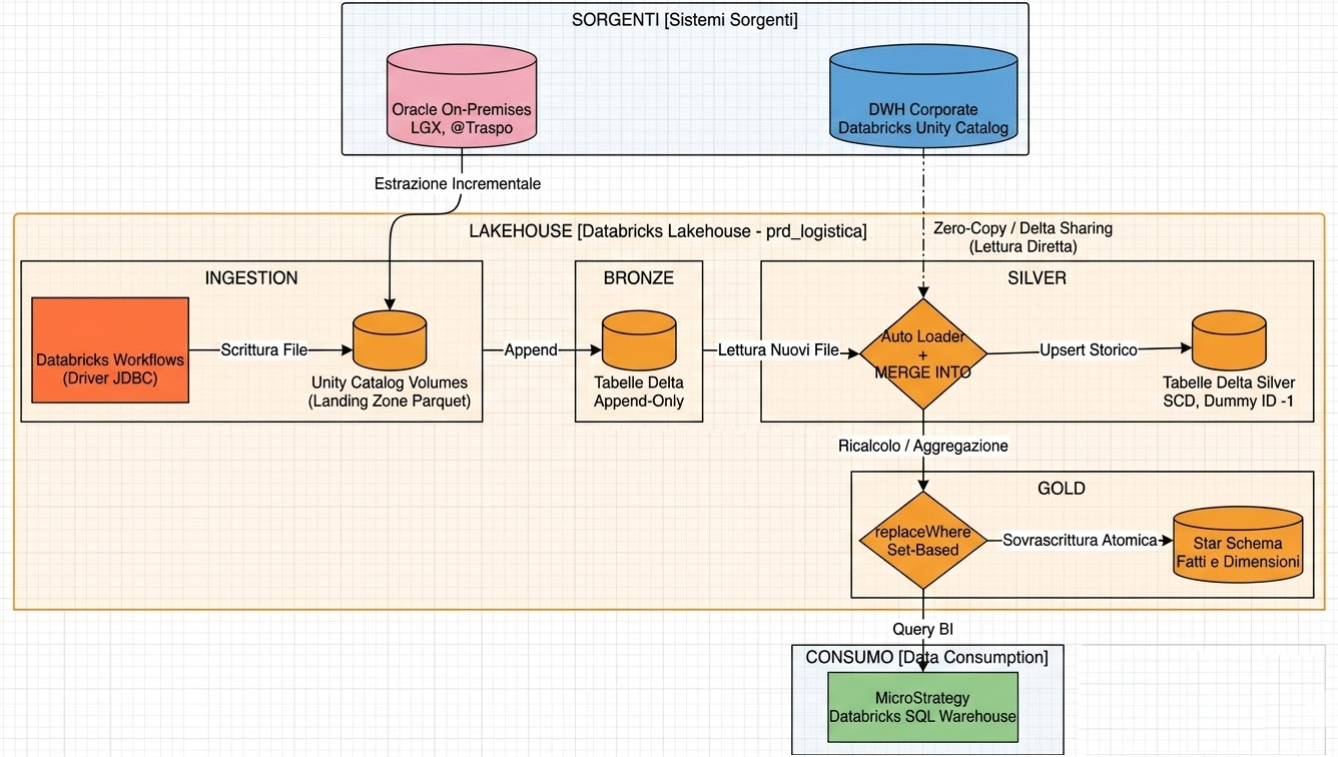 SORGENTI [Sistemi Sorgenti]
Oracle On-Premises
LGX, @Traspo
DWH Corporate
Databricks Unity Catalog
Estrazione Incrementale
Zero-Copy / Delta Sharing
(Lettura Diretta)
LAKEHOUSE [Databricks Lakehouse - prd_logistica]
INGESTION
Databricks Workflows
(Driver JDBC)
Scrittura File
Unity Catalog Volumes
(Landing Zone Parquet)
Append
BRONZE
Tabelle Delta
Append-Only
Lettura Nuovi File
SILVER
Auto Loader
+
MERGE INTO
Upsert Storico
Tabelle Delta Silver
SCD, Dummy ID -1
Ricalcolo / Aggregazione
GOLD
replaceWhere
Set-Based
Sovrascrittura Atomica
Star Schema
Fatti e Dimensioni
Query BI
CONSUMO [Data Consumption]
MicroStrategy
Databricks SQL Warehouse